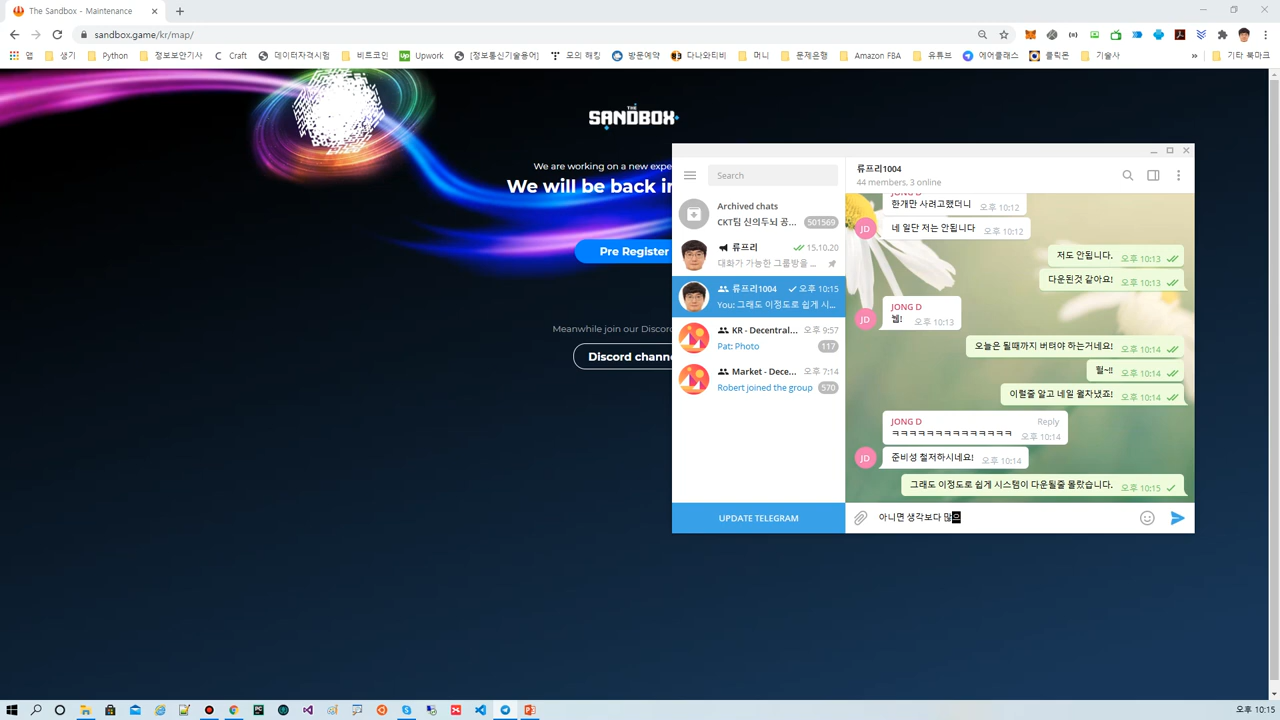 The Sandbox - Maintenance
sandbox.game/kr/map/
앱
생기
Python
정보보안기사
Craft
데이터자격시험
비트코인
Upwork
[정보통신기술용어]
모의 해킹
방문예약
다나와티비
머니
문제은행
Amazon FBA
유튜브
에어클래스
클릭몬
기술사
기타 북마크
THE
SANDBOX
We are working on a new expe
We will be back in
Pre Register
Meanwhile join our Discor
Discord channe
Search
Archived chats
CKT팀 신의두뇌 공... 501569
류프리 15.10.20
대화가 가능한 그룹방을 ...
류프리1004 오후 10:15
You: 그래도 이정도로 쉽게 시...
KR - Decentral... 오후 9:57
Pat: Photo 117
Market - Dece... 오후 7:14
Robert joined the group 570
UPDATE TELEGRAM
류프리1004
44 members, 3 online
JONG D
한개만 사려고했더니 오후 10:12
JD
네 일단 저는 안됩니다 오후 10:12
저도 안됩니다. 오후 10:13
다운된것 같아요! 오후 10:13
JONG D
JD
넵! 오후 10:13
오늘은 될때까지 버텨야 하는거네요! 오후 10:14
헐~!! 오후 10:14
이럴줄 알고 네일 월차냈죠! 오후 10:14
JONG D Reply
ㅋㅋㅋㅋㅋㅋㅋㅋㅋㅋㅋㅋㅋㅋ 오후 10:14
JD
준비성 철저하시네요! 오후 10:14
그래도 이정도로 쉽게 시스템이 다운될줄 몰랐습니다. 오후 10:15
아니면 생각보다 많으
오후 10:15